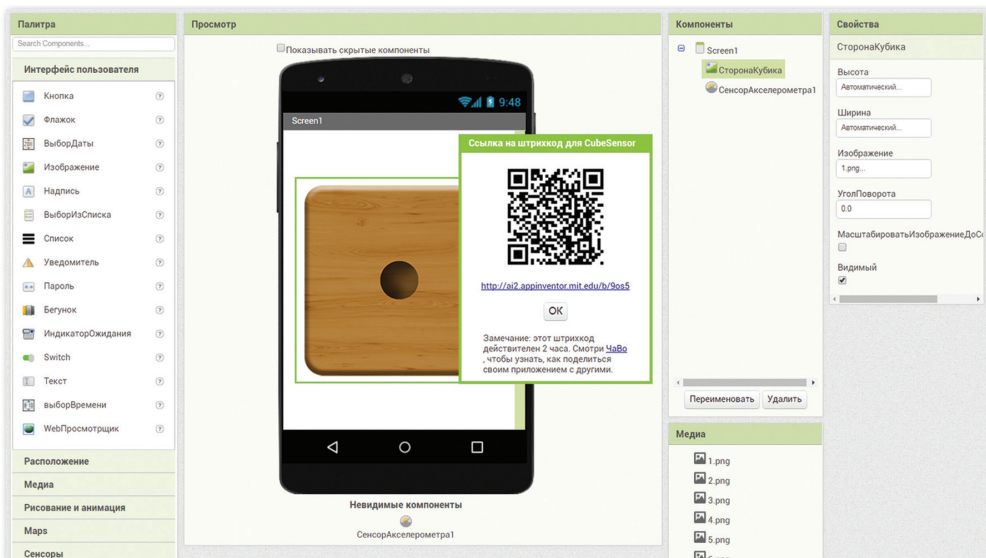 Палитра
Search Components...
Интерфейс пользователя
Кнопка
Флажок
ВыборДаты
Изображение
Надпись
ВыборИзСписка
Список
Уведомитель
Пароль
Бегунок
ИндикаторОжидания
Switch
Текст
выборВремени
WebПросмотрщик
Расположение
Медиа
Рисование и анимация
Maps
Сенсоры
Просмотр
Показывать скрытые компоненты
9:48
Screen1
Ссылка на штрихкод для CubeSensor
http://ai2.appinventor.mit.edu/b/9os5
OK
Замечание: этот штрихкод
действителен 2 часа. Смотри ЧаВо
, чтобы узнать, как поделиться
своим приложением с другими.
Невидимые компоненты
СенсорАкселерометра1
Компоненты
Screen1
СторонаКубика
СенсорАкселерометра1
Переименовать Удалить
Медиа
1.png
2.png
3.png
4.png
5.png
Свойства
СторонаКубика
Высота
Автоматический...
Ширина
Автоматический...
Изображение
1.png...
УголПоворота
0.0
МасштабироватьИзображениеДоСо
Видимый